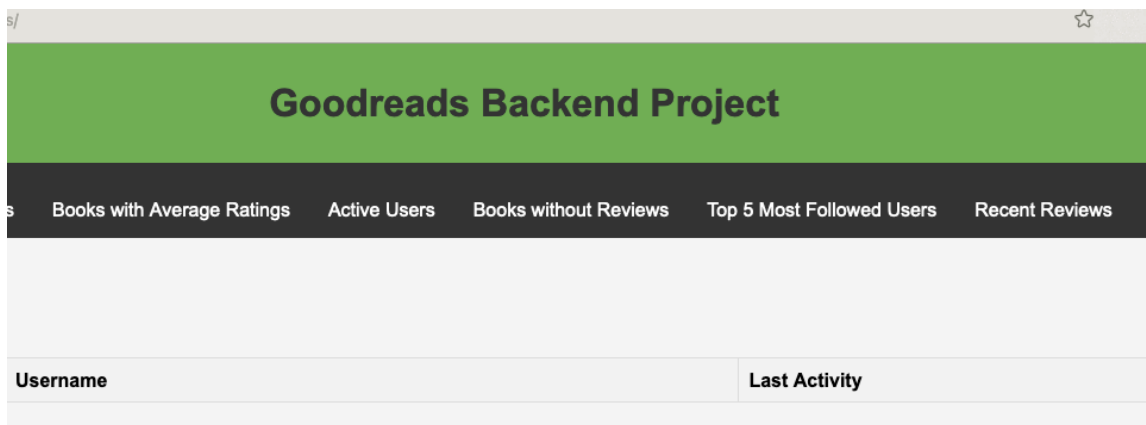 s/
Goodreads Backend Project
s Books with Average Ratings Active Users Books without Reviews Top 5 Most Followed Users Recent Reviews
Username Last Activity